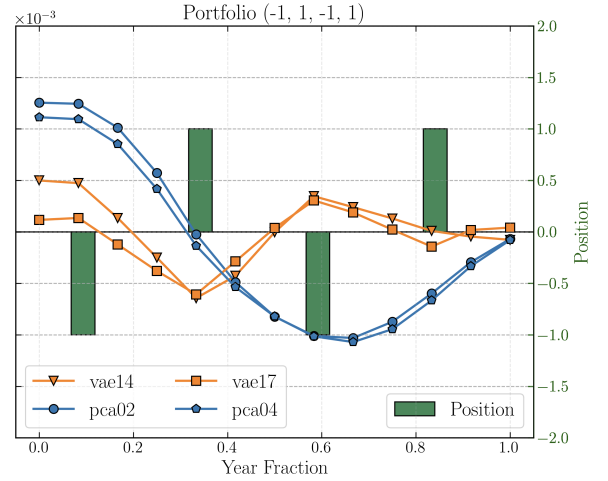 Portfolio (-1, 1, -1, 1)
×10⁻³
2.0
1.5
1.0
0.5
0.0
−0.5
−1.0
−1.5
−2.0
Position
vae14 vae17
pca02 pca04
Position
0.0 0.2 0.4 0.6 0.8 1.0
Year Fraction